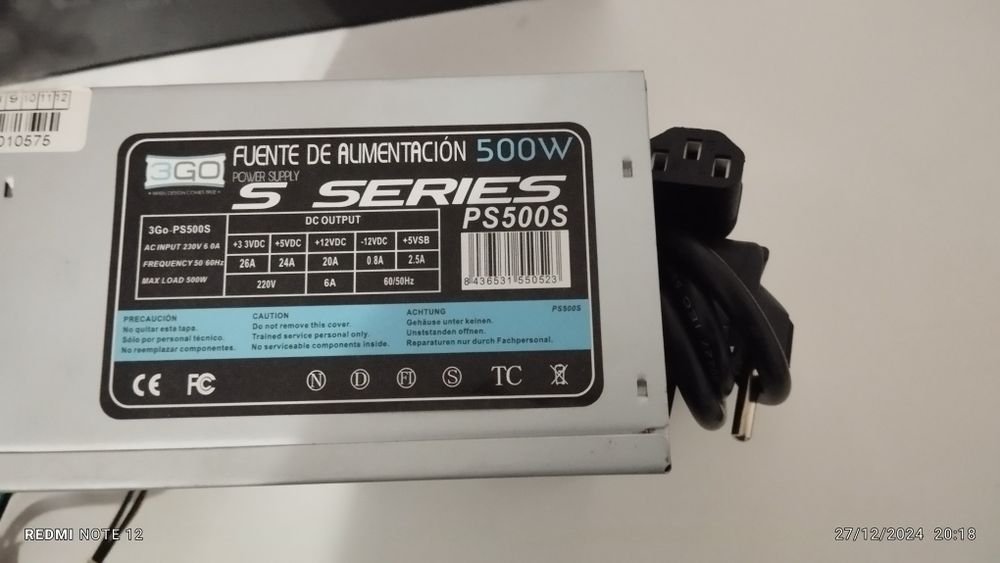 9 10 11 12
010575
3GO
FUENTE DE ALIMENTACIÓN 500W
POWER SUPPLY
S SERIES
PS500S
3Go-PS500S
AC INPUT 230V 6.0A
FREQUENCY 50/60Hz
MAX LOAD 500W
DC OUTPUT
+3.3VDC +5VDC +12VDC -12VDC +5VSB
26A 24A 20A 0.8A 2.5A
220V 6A 60/50Hz
8 436531 550523
PRECAUCIÓN
No quitar esta tapa.
Sólo por personal técnico.
No reemplazar componentes.
CAUTION
Do not remove this cover.
Trained service personal only.
No serviceable components inside.
ACHTUNG
Gehäuse unter keinen.
Unstständen offnen.
Reparaturen nur durch Fachpersonal.
PS500S
CE FC N D FI S TC
REDMI NOTE 12
27/12/2024 20:18